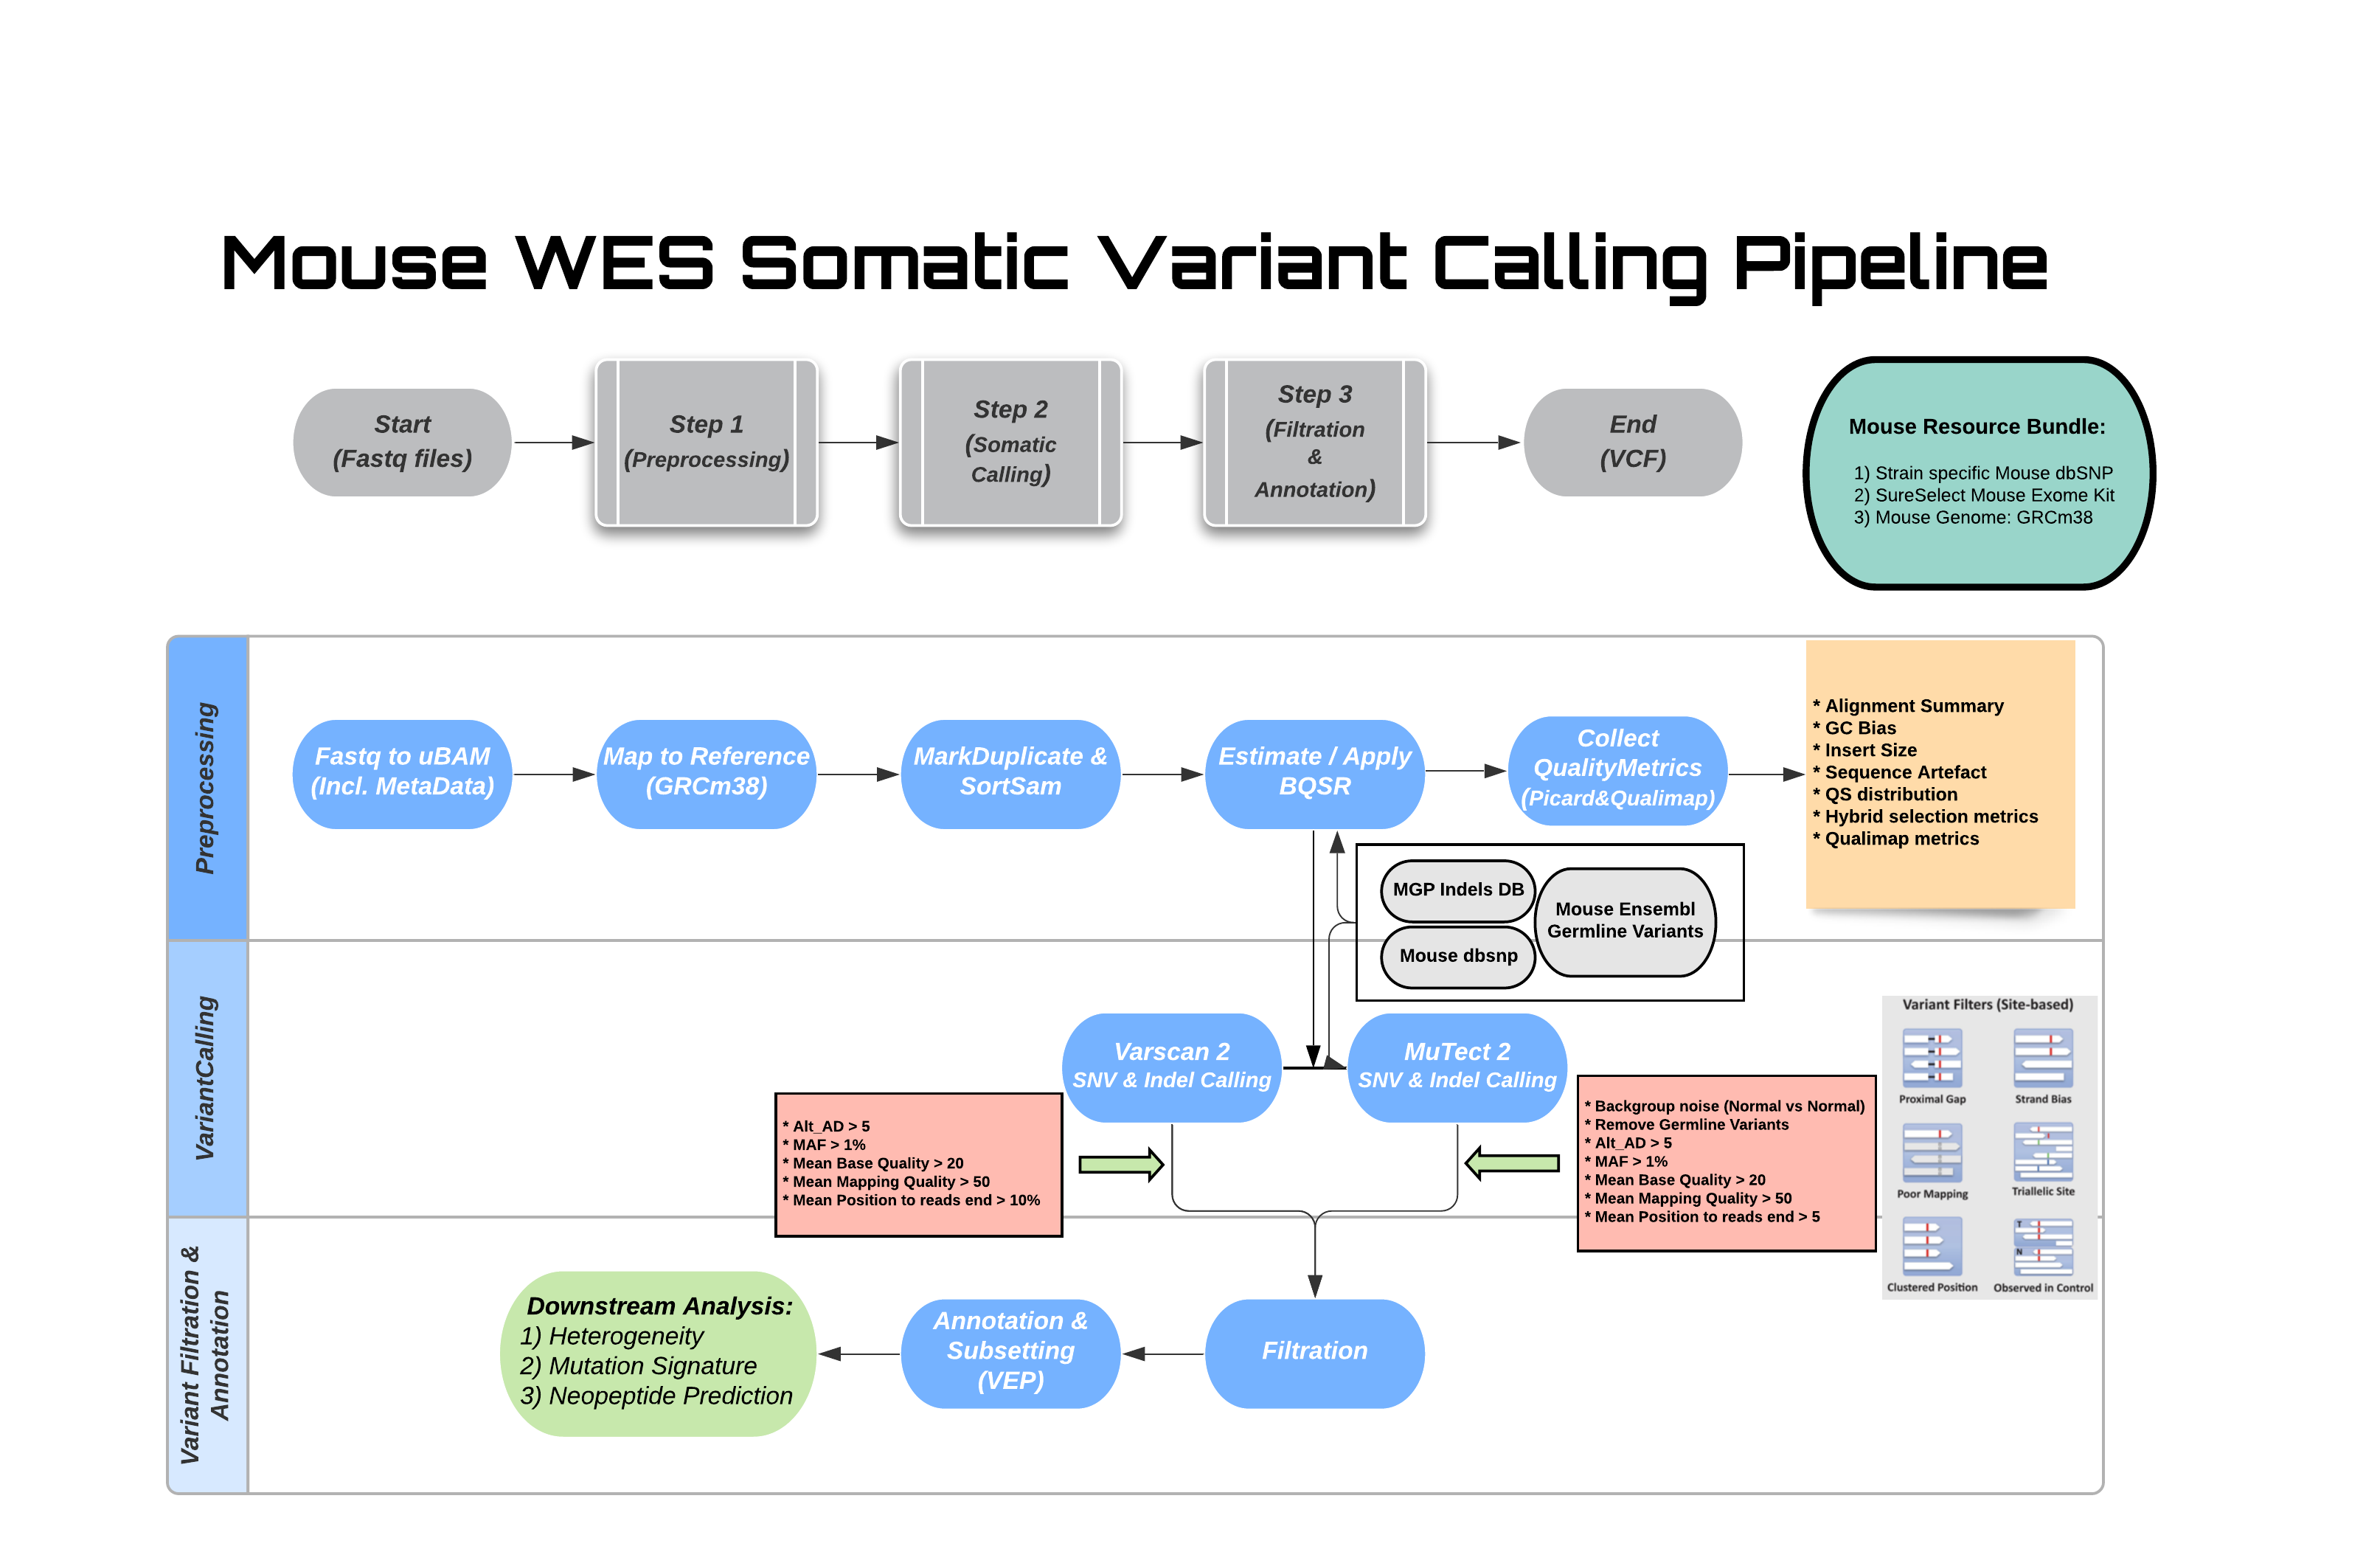 Mouse WES Somatic Variant Calling Pipeline
Start
(Fastq files)
Step 1
(Preprocessing)
Step 2
(Somatic
Calling)
Step 3
(Filtration
&
Annotation)
End
(VCF)
Mouse Resource Bundle:
1) Strain specific Mouse dbSNP
2) SureSelect Mouse Exome Kit
3) Mouse Genome: GRCm38
Preprocessing
Fastq to uBAM
(Incl. MetaData)
Map to Reference
(GRCm38)
MarkDuplicate &
SortSam
Estimate / Apply
BQSR
Collect
QualityMetrics
(Picard&Qualimap)
* Alignment Summary
* GC Bias
* Insert Size
* Sequence Artefact
* QS distribution
* Hybrid selection metrics
* Qualimap metrics
MGP Indels DB
Mouse dbsnp
Mouse Ensembl
Germline Variants
VariantCalling
Varscan 2
SNV & Indel Calling
MuTect 2
SNV & Indel Calling
* Alt_AD > 5
* MAF > 1%
* Mean Base Quality > 20
* Mean Mapping Quality > 50
* Mean Position to reads end > 10%
* Backgroup noise (Normal vs Normal)
* Remove Germline Variants
* Alt_AD > 5
* MAF > 1%
* Mean Base Quality > 20
* Mean Mapping Quality > 50
* Mean Position to reads end > 5
Variant Filters (Site-based)
Proximal Gap
Strand Bias
Poor Mapping
Triallelic Site
T
N
Clustered Position
Observed in Control
Variant Filtration &
Annotation
Downstream Analysis:
1) Heterogeneity
2) Mutation Signature
3) Neopeptide Prediction
Annotation &
Subsetting
(VEP)
Filtration